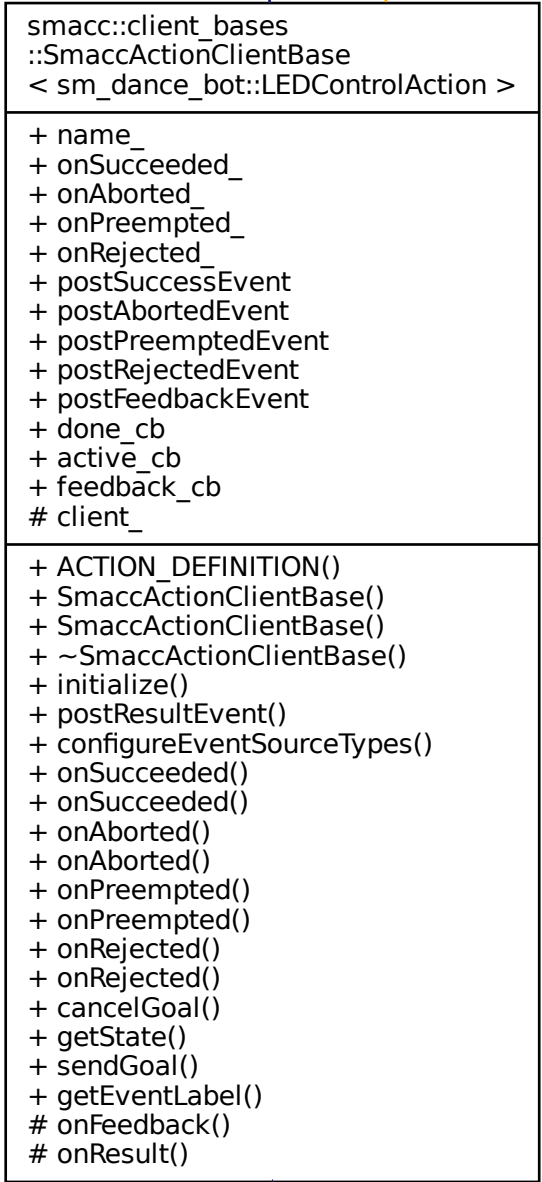 smacc::client_bases
::SmaccActionClientBase
< sm_dance_bot::LEDControlAction >
+ name_
+ onSucceeded_
+ onAborted_
+ onPreempted_
+ onRejected_
+ postSuccessEvent
+ postAbortedEvent
+ postPreemptedEvent
+ postRejectedEvent
+ postFeedbackEvent
+ done_cb
+ active_cb
+ feedback_cb
# client_
+ ACTION_DEFINITION()
+ SmaccActionClientBase()
+ SmaccActionClientBase()
+ ~SmaccActionClientBase()
+ initialize()
+ postResultEvent()
+ configureEventSourceTypes()
+ onSucceeded()
+ onSucceeded()
+ onAborted()
+ onAborted()
+ onPreempted()
+ onPreempted()
+ onRejected()
+ onRejected()
+ cancelGoal()
+ getState()
+ sendGoal()
+ getEventLabel()
# onFeedback()
# onResult()